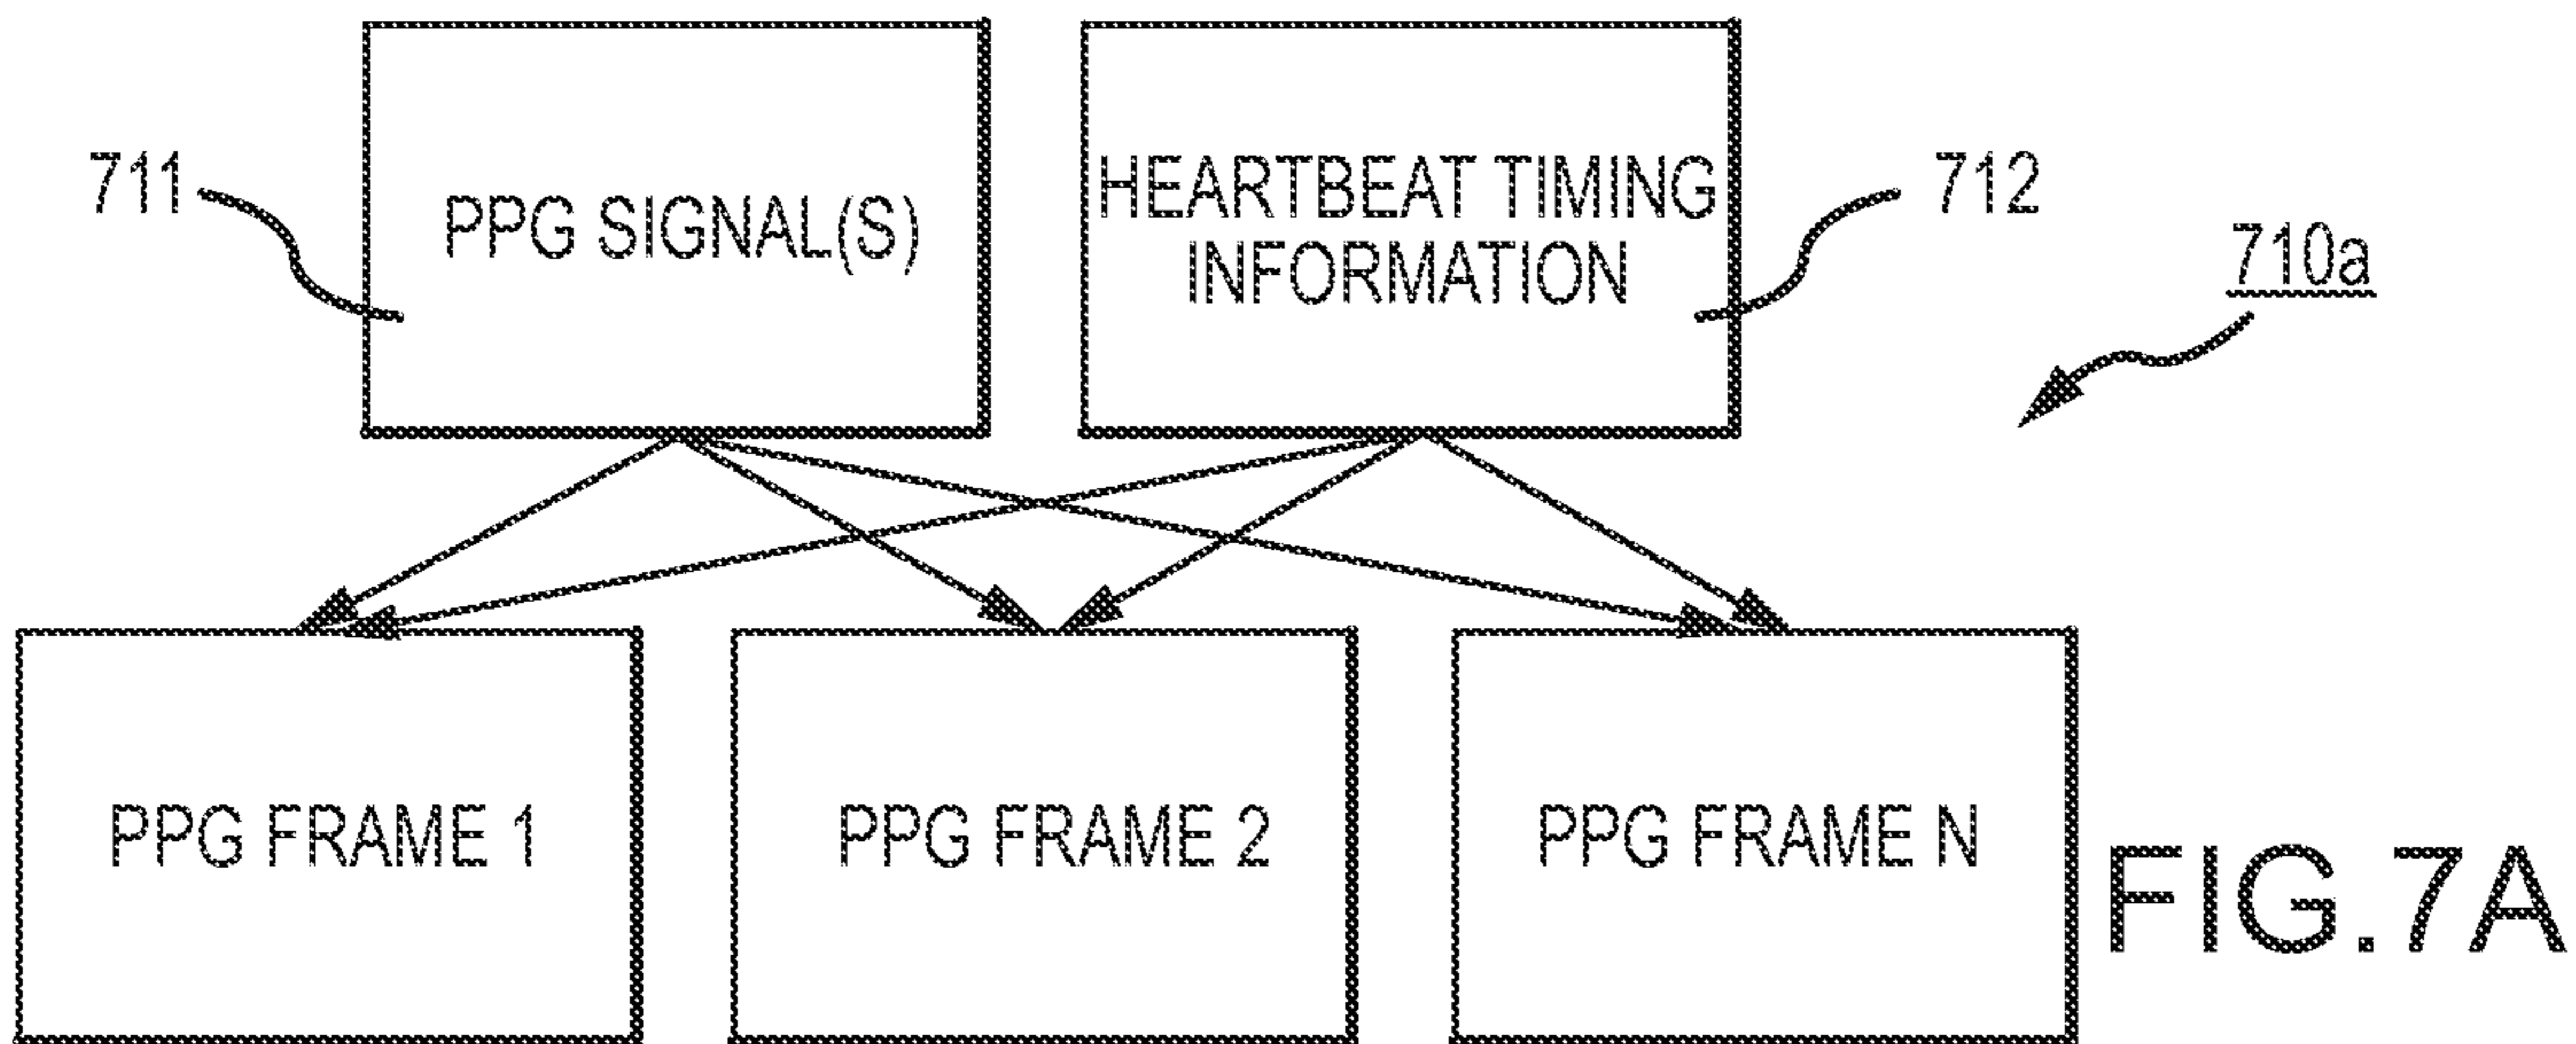 711
PPG SIGNAL(S)
HEARTBEAT TIMING
INFORMATION
712
710a
PPG FRAME 1
PPG FRAME 2
PPG FRAME N
FIG.7A